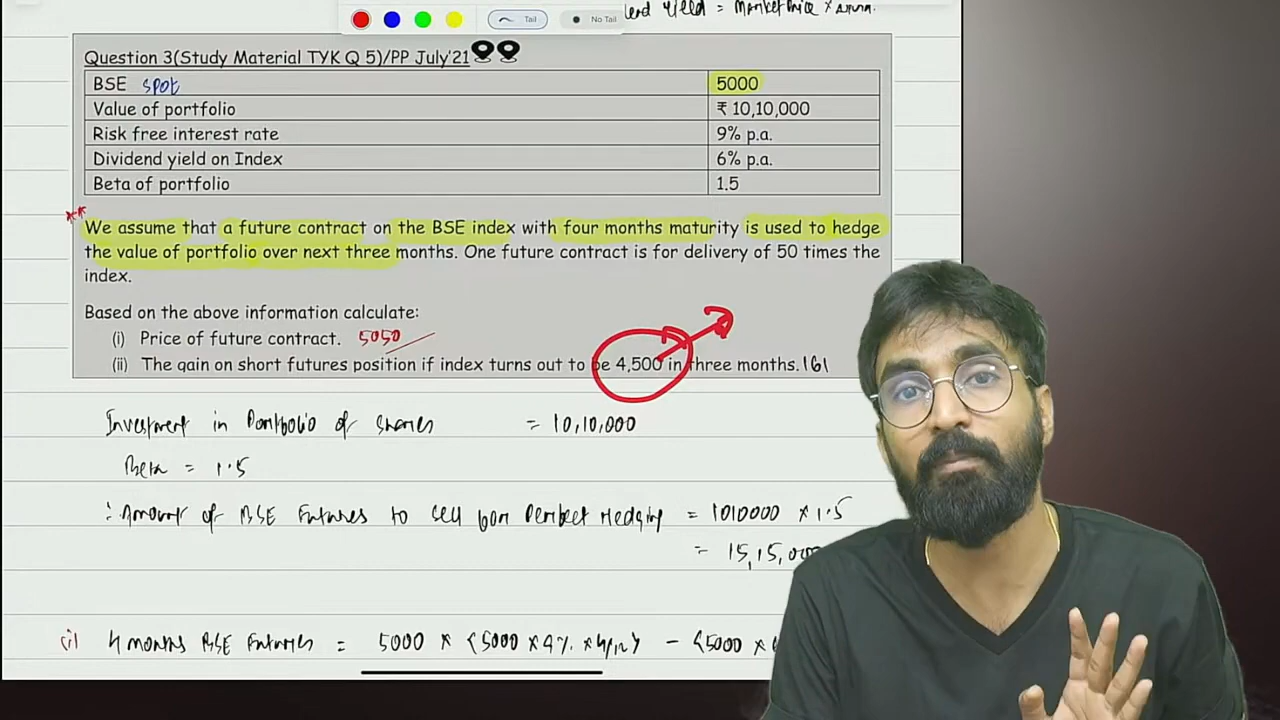 Tail No Tail
Yield = Market Price ×
Question 3(Study Material TYK Q 5)/PP July'21
BSE spot 5000
Value of portfolio ₹ 10,10,000
Risk free interest rate 9% p.a.
Dividend yield on Index 6% p.a.
Beta of portfolio 1.5
** We assume that a future contract on the BSE index with four months maturity is used to hedge
the value of portfolio over next three months. One future contract is for delivery of 50 times the
index.
Based on the above information calculate:
(i) Price of future contract. 5050
(ii) The gain on short futures position if index turns out to be 4,500 in three months.
Investment in Portfolio of Shares = 10,10,000
Beta = 1.5
∴ Amount of BSE Futures to Sell for Perfect Hedging = 1010000 × 1.5
= 15,15,000
(i) 4 months BSE Futures = 5000 × {5000 × 9% × 4/12} - {5000 ×